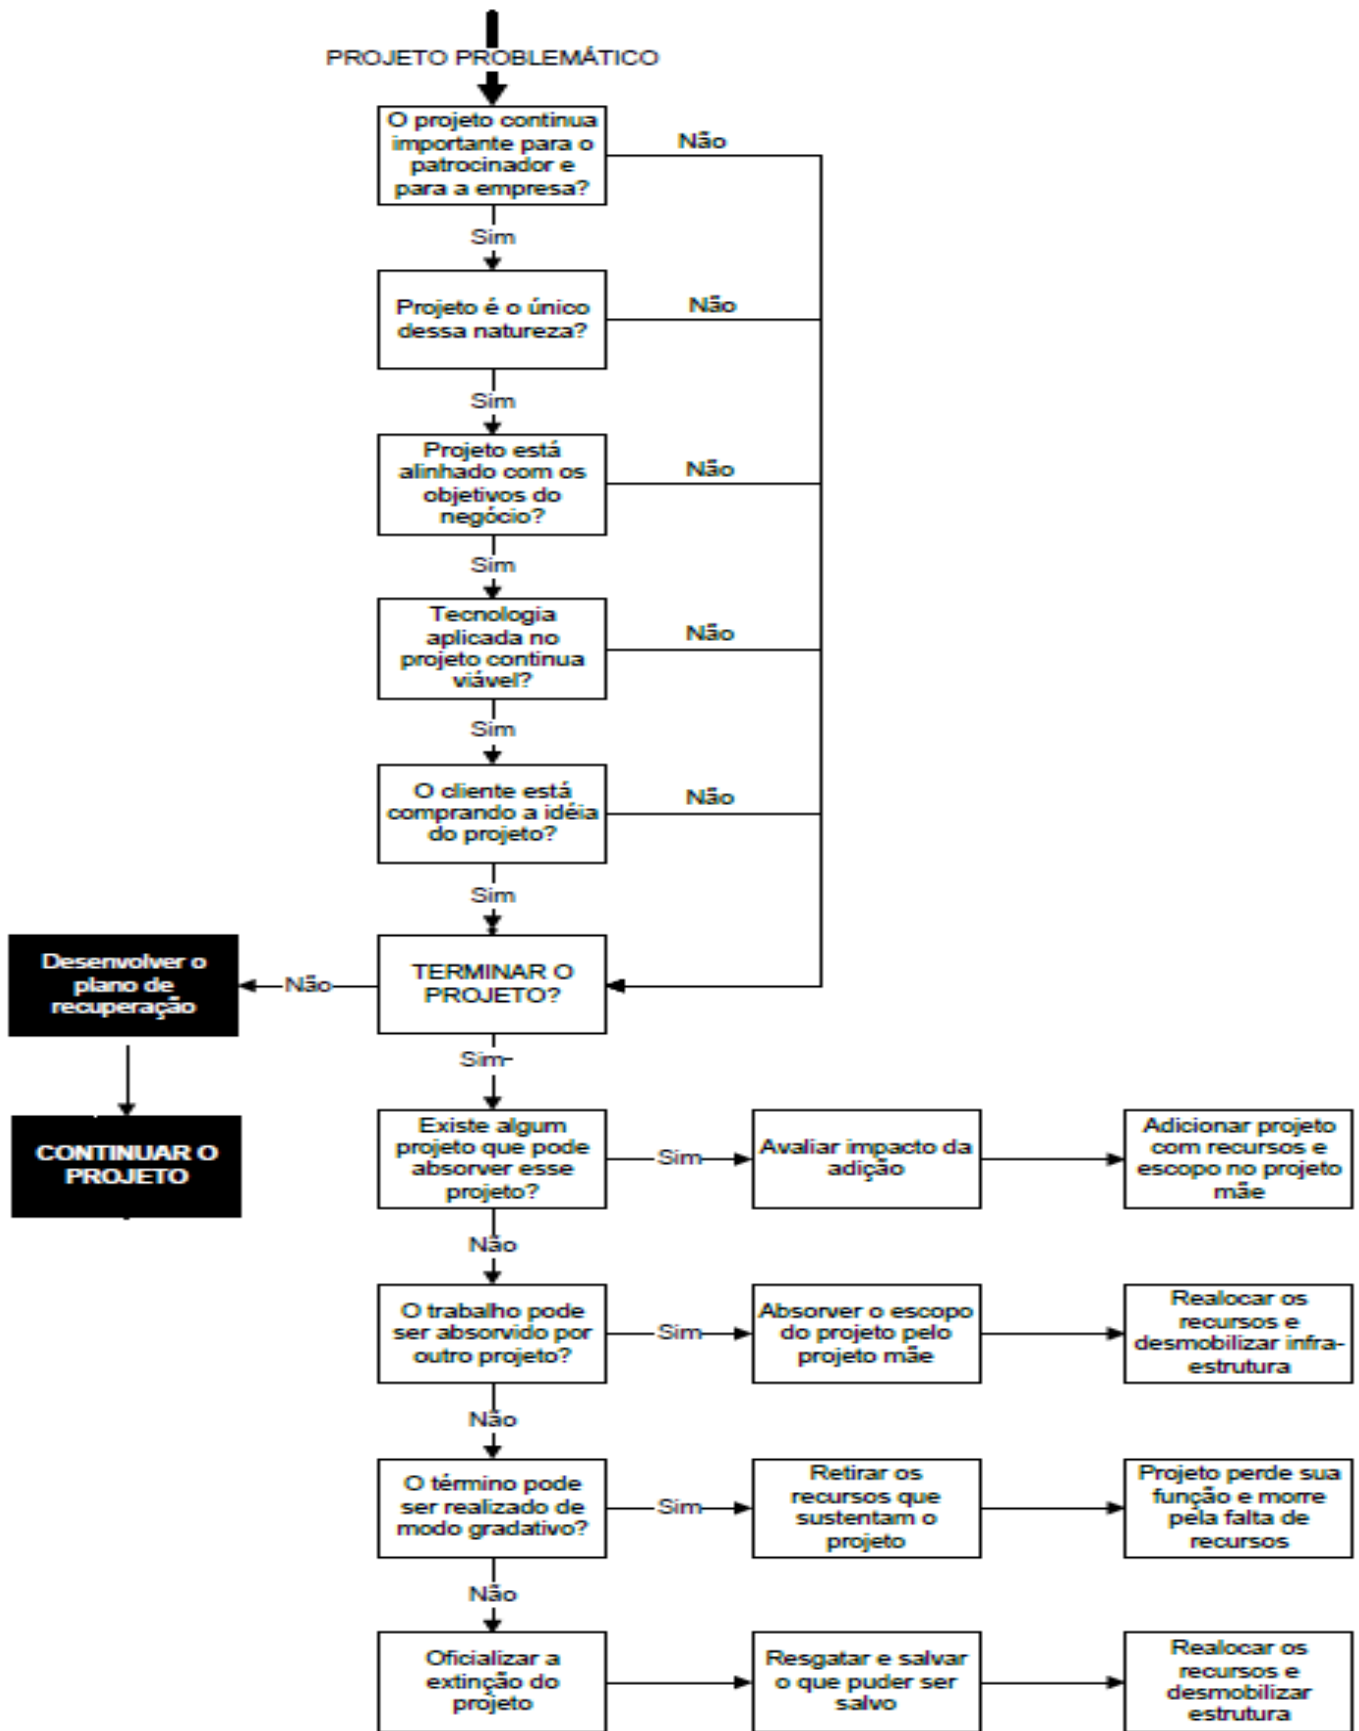 PROJETO PROBLEMÁTICO
O projeto continua
importante para o
patrocinador e
para a empresa?
Não
Sim
Projeto é o único
dessa natureza?
Não
Sim
Projeto está
alinhado com os
objetivos do
negócio?
Não
Sim
Tecnologia
aplicada no
projeto continua
viável?
Não
Sim
O cliente está
comprando a idéia
do projeto?
Não
Sim
TERMINAR O
PROJETO?
Não
Desenvolver o
plano de
recuperação
CONTINUAR O
PROJETO
Sim
Existe algum
projeto que pode
absorver esse
projeto?
Sim
Avaliar impacto da
adição
Adicionar projeto
com recursos e
escopo no projeto
mãe
Não
O trabalho pode
ser absorvido por
outro projeto?
Sim
Absorver o escopo
do projeto pelo
projeto mãe
Realocar os
recursos e
desmobilizar infra-
estrutura
Não
O término pode
ser realizado de
modo gradativo?
Sim
Retirar os
recursos que
sustentam o
projeto
Projeto perde sua
função e morre
pela falta de
recursos
Não
Oficializar a
extinção do
projeto
Resgatar e salvar
o que puder ser
salvo
Realocar os
recursos e
desmobilizar
estrutura